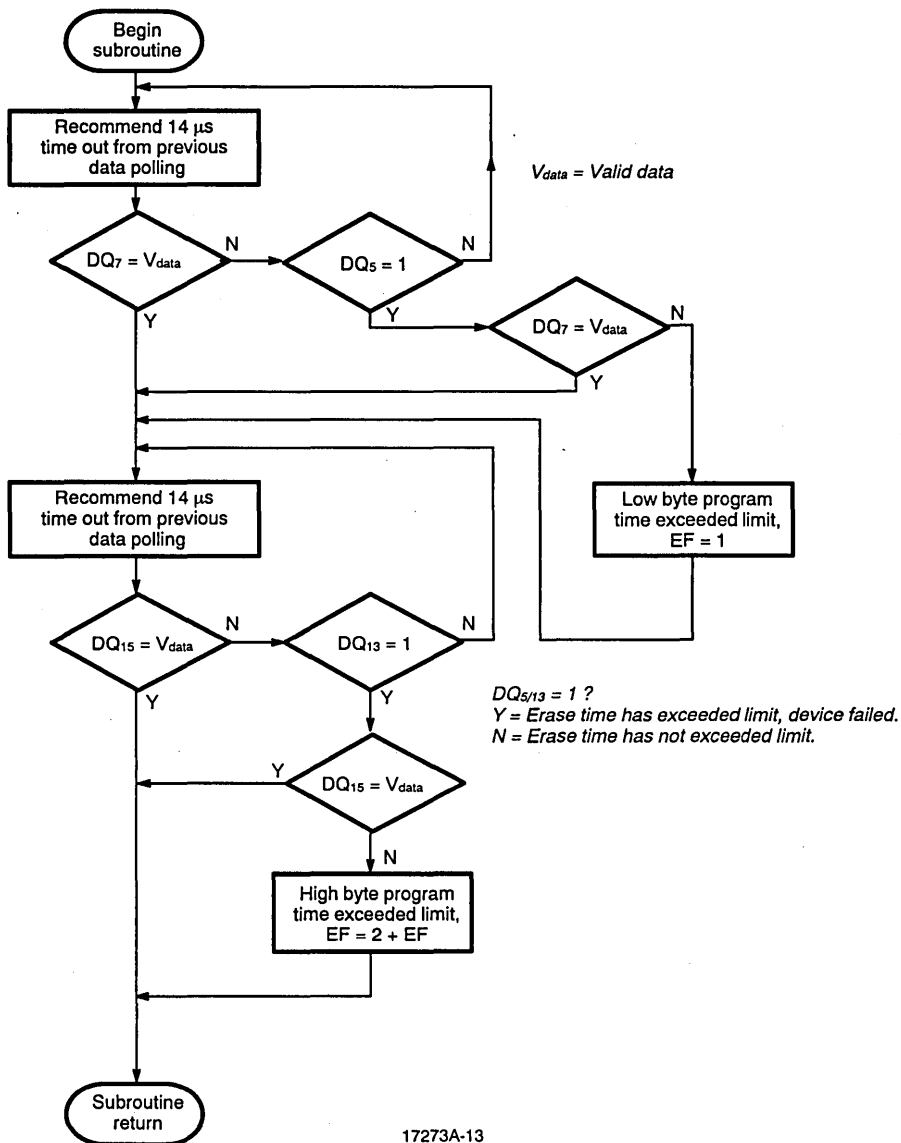 Begin
subroutine
Recommend 14 µs
time out from previous
data polling
V data = Valid data
DQ7 = Vdata
N
Y
DQ5 = 1
N
Y
DQ7 = Vdata
N
Y
Low byte program
time exceeded limit,
EF = 1
Recommend 14 µs
time out from previous
data polling
DQ15 = Vdata
N
Y
DQ13 = 1
N
Y
DQ5/13 = 1 ?
Y = Erase time has exceeded limit, device failed.
N = Erase time has not exceeded limit.
DQ15 = Vdata
Y
N
High byte program
time exceeded limit,
EF = 2 + EF
Subroutine
return
17273A-13